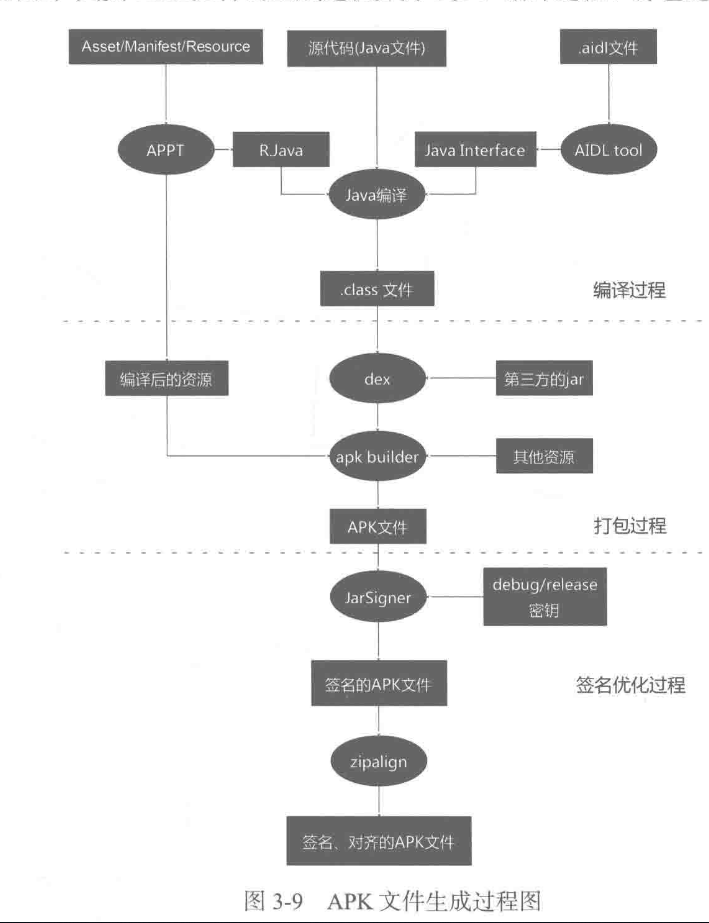 Asset/Manifest/Resource
源代码(Java文件)
.aidl文件
APPT
R.Java
Java Interface
AIDL tool
Java编译
.class 文件
编译过程
编译后的资源
dex
第三方的jar
apk builder
其他资源
APK文件
打包过程
JarSigner
debug/release
密钥
签名的APK文件
签名优化过程
zipalign
签名、对齐的APK文件
图 3-9 APK 文件生成过程图